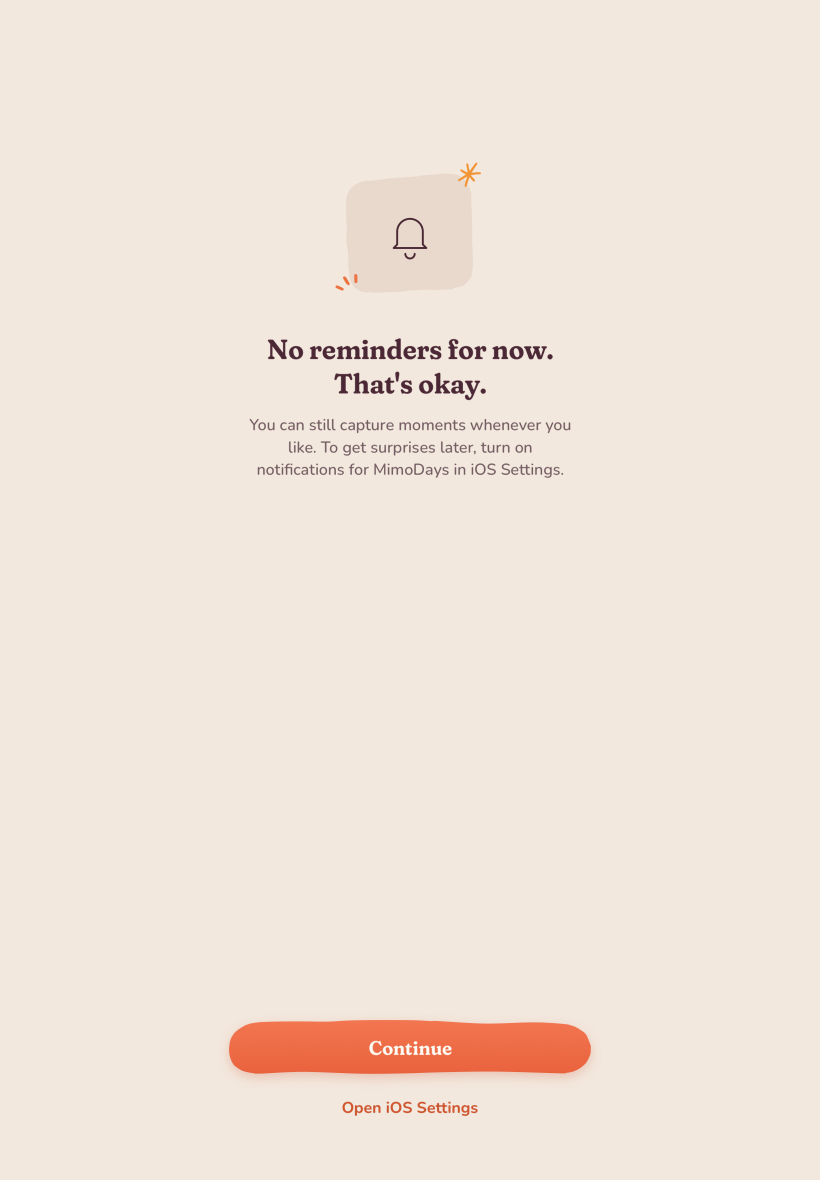 No reminders for now.
That's okay.
You can still capture moments whenever you
like. To get surprises later, turn on
notifications for MimoDays in iOS Settings.
Continue
Open iOS Settings